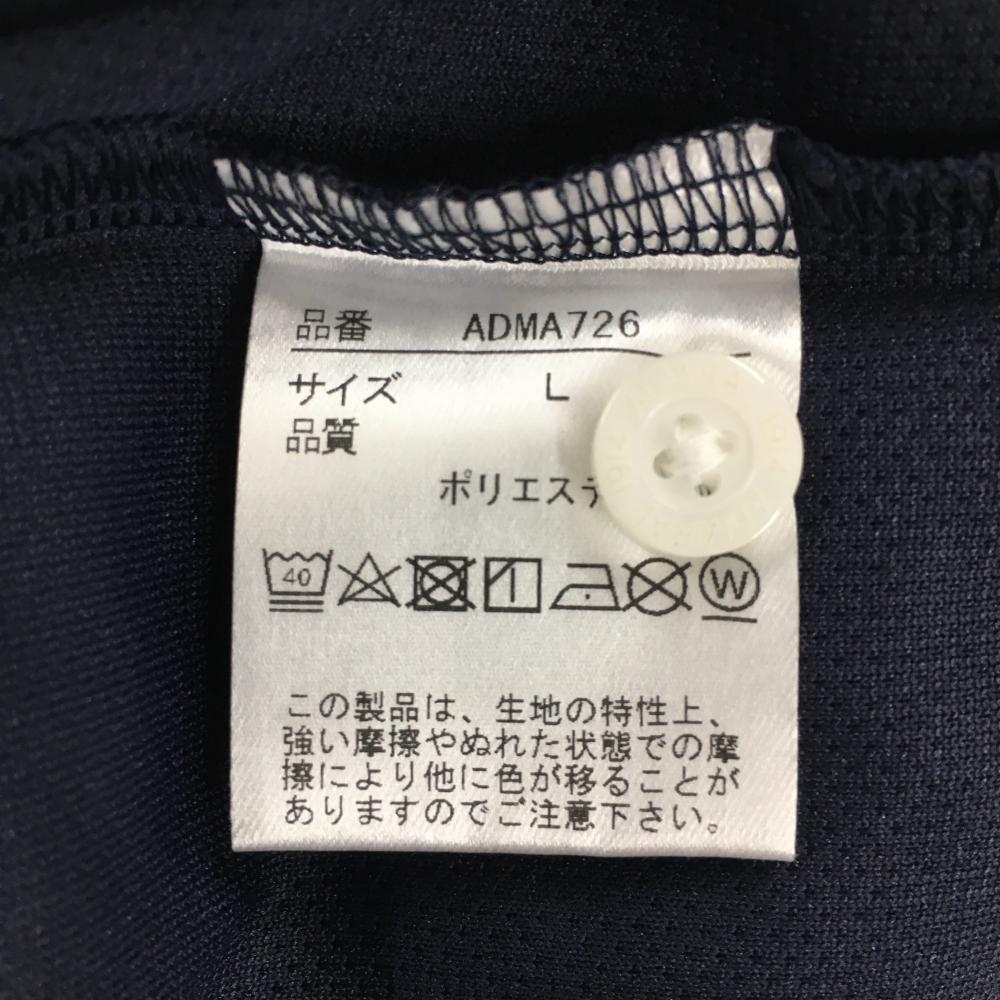 品番 ADMA726
サイズ L
品質
ポリエステ
40
W
この製品は、生地の特性上、
強い摩擦やぬれた状態での摩
擦により他に色が移ることが
ありますのでご注意下さい。